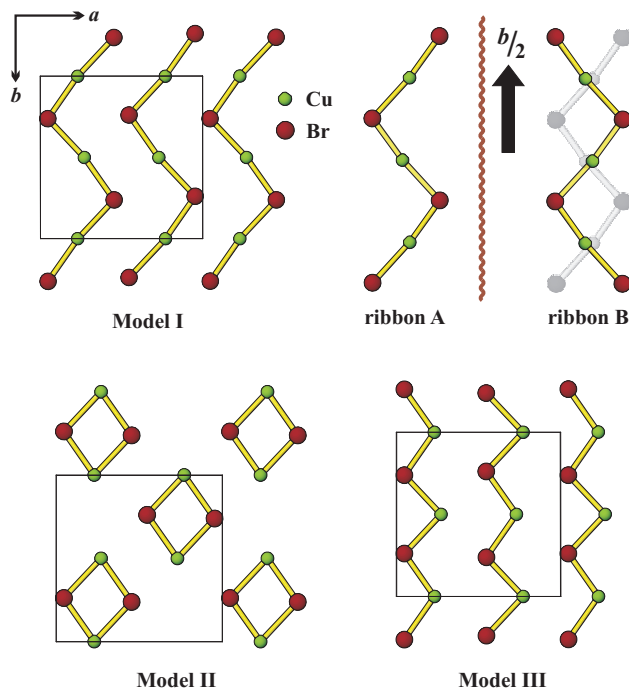 a
b
Cu
Br
b/2
Model I
ribbon A
ribbon B
Model II
Model III